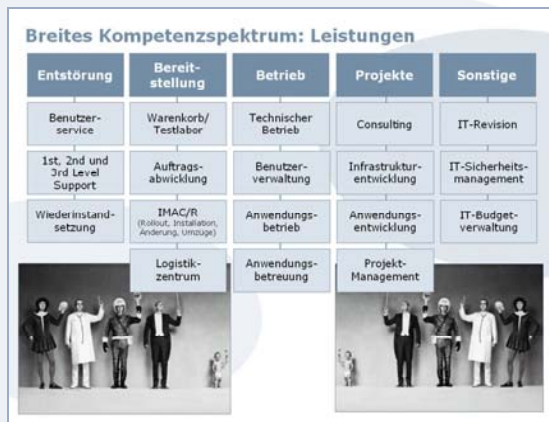 Breites Kompetenzspektrum: Leistungen
Entstörung
Bereit-
stellung
Betrieb
Projekte
Sonstige
Benutzer-
service
Warenkorb/
Testlabor
Technischer
Betrieb
Consulting
IT-Revision
1st, 2nd und
3rd Level
Support
Auftrags-
abwicklung
Benutzer-
verwaltung
Infrastruktur-
entwicklung
IT-Sicherheits-
management
Wiederinstand-
setzung
IMAC/R
(Rollout, Installation,
Änderung, Umzüge)
Anwendungs-
betrieb
Anwendungs-
entwicklung
IT-Budget-
verwaltung
Logistik-
zentrum
Anwendungs-
betreuung
Projekt-
Management